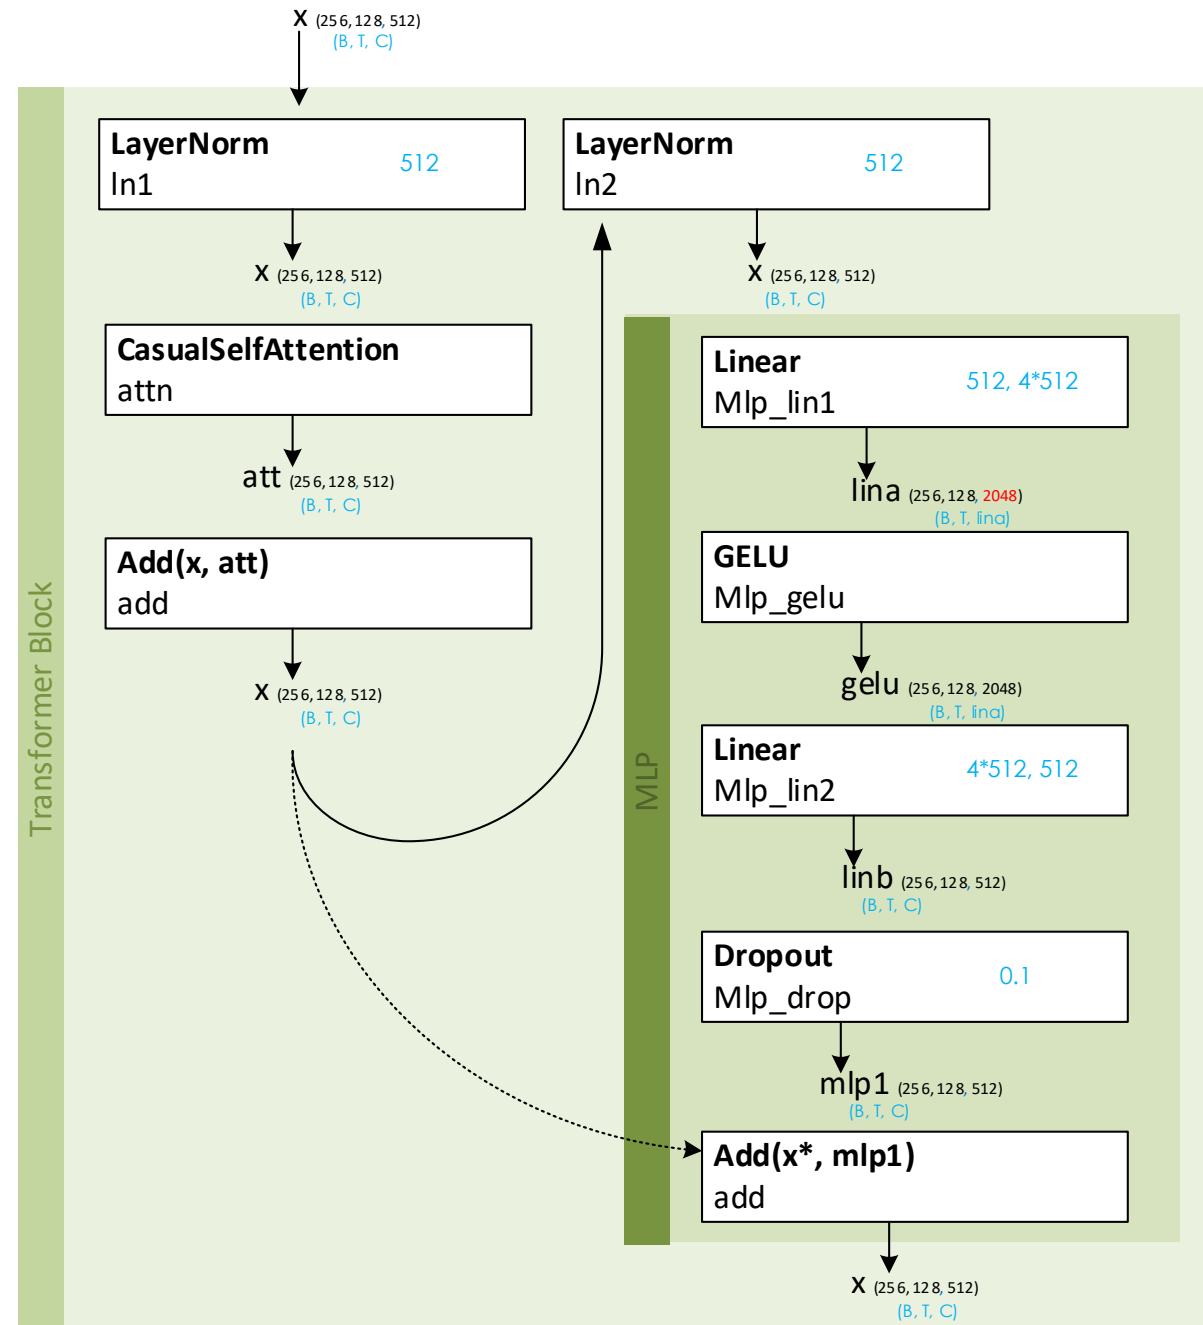 x (256,128,512)
(B, T, C)
Transformer Block
LayerNorm
ln1
512
x (256,128,512)
(B, T, C)
CasualSelfAttention
attn
att (256,128,512)
(B, T, C)
Add(x, att)
add
x (256,128,512)
(B, T, C)
LayerNorm
ln2
512
x (256,128,512)
(B, T, C)
MLP
Linear
Mlp_lin1
512, 4*512
lina (256,128,2048)
(B, T, lina)
GELU
Mlp_gelu
gelu (256,128,2048)
(B, T, lina)
Linear
Mlp_lin2
4*512, 512
linb (256,128,512)
(B, T, C)
Dropout
Mlp_drop
0.1
mlp1 (256,128,512)
(B, T, C)
Add(x*, mlp1)
add
x (256,128,512)
(B, T, C)